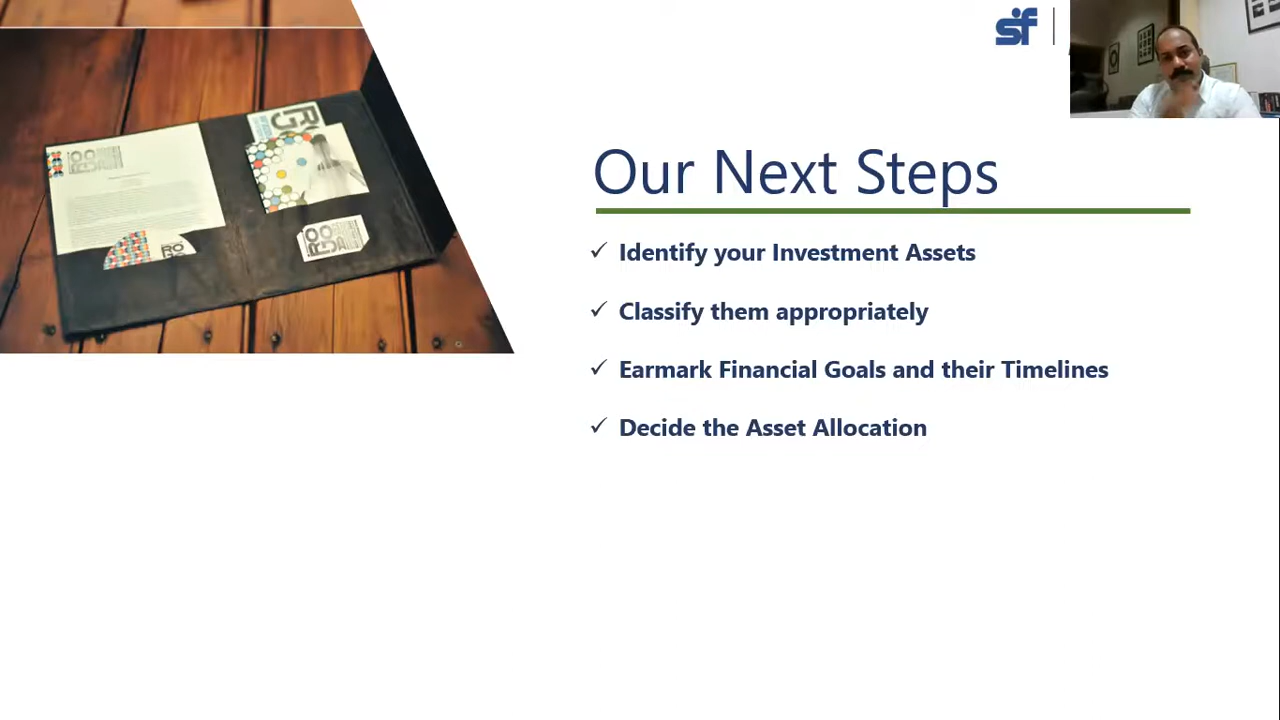 sf
Our Next Steps
✓ Identify your Investment Assets
✓ Classify them appropriately
✓ Earmark Financial Goals and their Timelines
✓ Decide the Asset Allocation